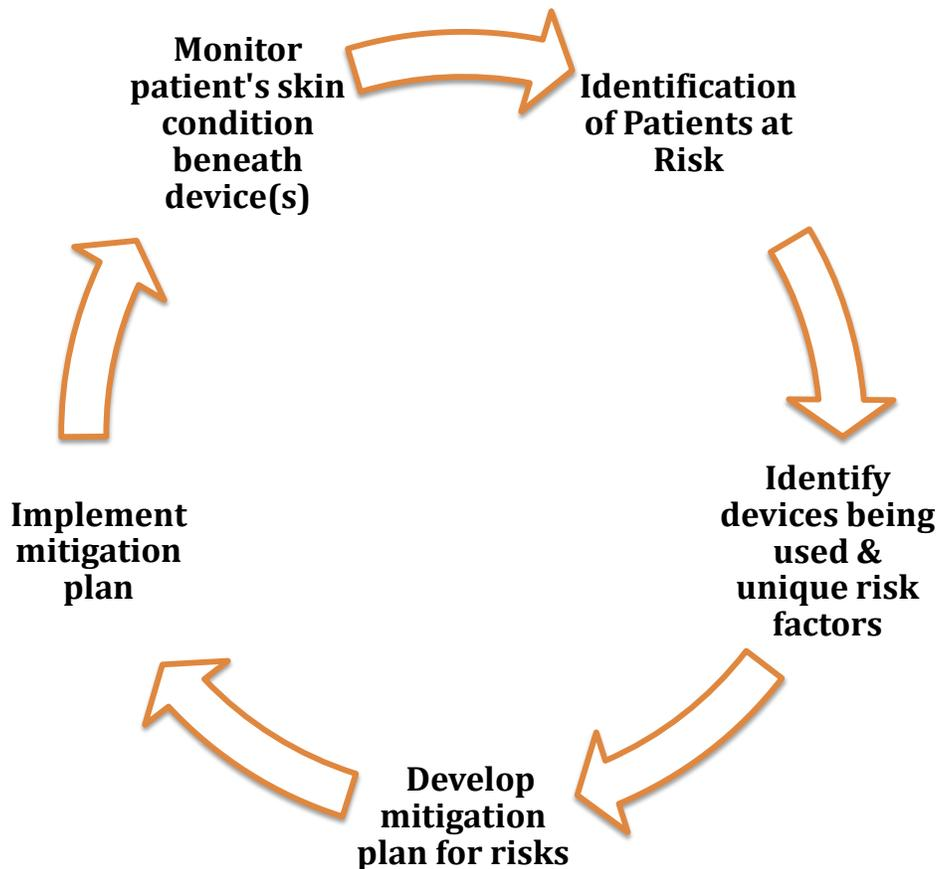 Monitor
patient's skin
condition
beneath
device(s)
Identification
of Patients at
Risk
Identify
devices being
used &
unique risk
factors
Develop
mitigation
plan for risks
Implement
mitigation
plan